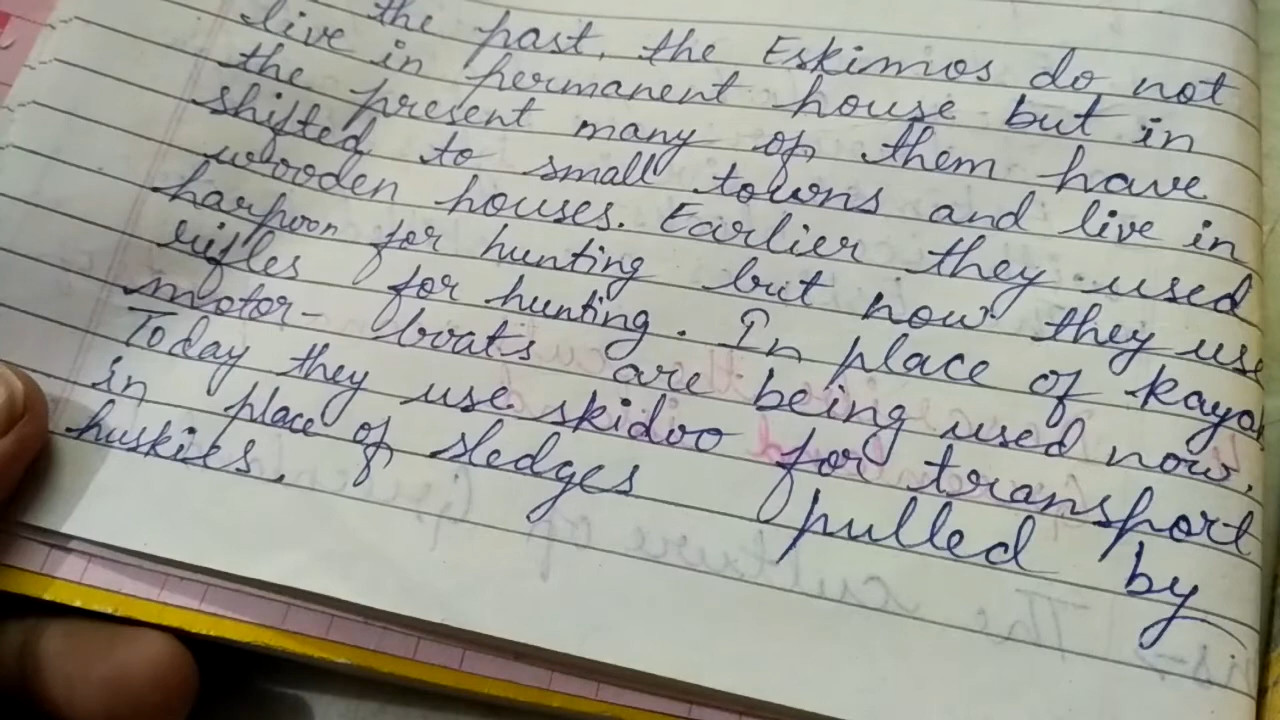 the past, the Eskimos do not
live in permanent house but in
the present many of them have
shifted to small towns and live in
wooden houses. Earlier they used
harpoon for hunting but now they use
rifles for hunting. In place of kaya
motor- boats are being used now.
Today they use skidoo for transport
in place of sledges pulled by
huskies.